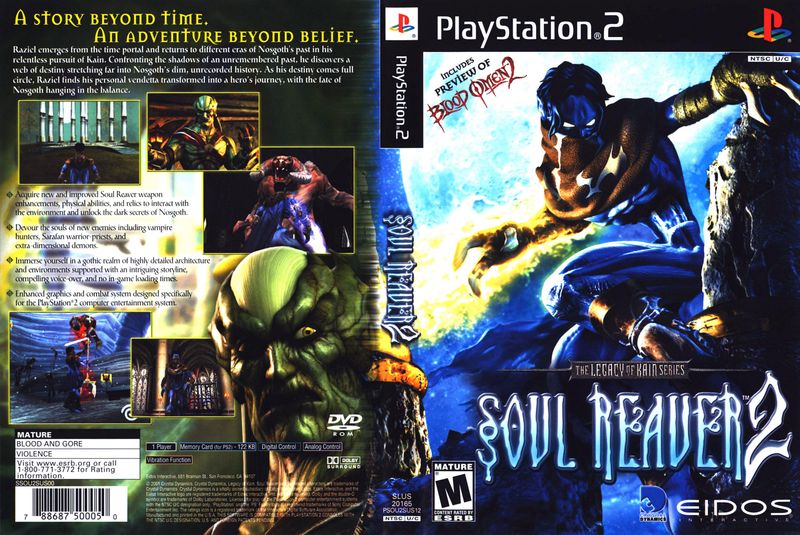 A STORY BEYOND TIME.
AN ADVENTURE BEYOND BELIEF.
Raziel emerges from the time portal and returns to different eras of Nosgoth's past in his
relentless pursuit of Kain. Confronting the shadows of an unremembered past, he discovers a
web of destiny stretching far into Nosgoth's dim, unrecorded history. As his destiny comes full
circle, Raziel finds his personal vendetta transformed into a hero's journey, with the fate of
Nosgoth hanging in the balance.
Acquire new and improved Soul Reaver weapon
enhancements, physical abilities, and relics to interact with
the environment and unlock the dark secrets of Nosgoth.
Devour the souls of new enemies including vampire
hunters, Sarafan warrior-priests, and
extra-dimensional demons.
Immerse yourself in a gothic realm of highly detailed architecture
and environments supported with an intriguing storyline,
compelling voice-over, and no in-game loading times.
Enhanced graphics and combat system designed specifically
for the PlayStation®2 computer entertainment system.
MATURE
BLOOD AND GORE
VIOLENCE
Visit www.esrb.org or call
1-800-771-3772 for Rating
information.
SSOU2SUS00
7 88687 50005 0
DVD
ROM
1 Player
Memory Card (for PS2) - 122 KB
Digital Control
Analog Control
Vibration Function
DOLBY
SURROUND
PlayStation®2
SOUL REAVER 2
SLUS
20165
PSOU2SUS12
NTSC U/C
PlayStation®2
NTSC U/C
INCLUDES
PREVIEW OF
BLOOD OMEN 2
THE LEGACY OF KAIN SERIES
SOUL REAVER 2™
MATURE
M
CONTENT RATED BY
ESRB
CRYSTAL
DYNAMICS
EIDOS
INTERACTIVE